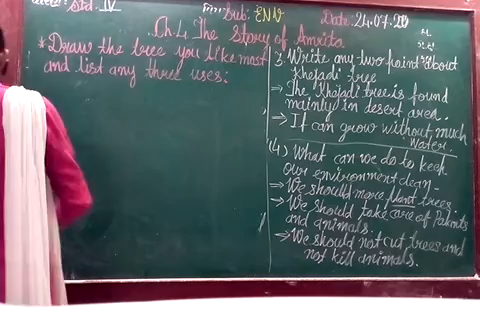 Std. IV
Sub: ENV
Date: 24.07.20
Ch.4 The Story of Amrita
* Draw the tree you like most
and list any three uses:
3. Write any two point about
Khejadi tree
→ The Khejadi tree is found
mainly in desert area.
→ It can grow without much
water.
(4) What can we do to keep
our environment clean-
→ We should more plant trees.
→ We should take care of
and animals.
→ We should not cut trees and
not kill animals.